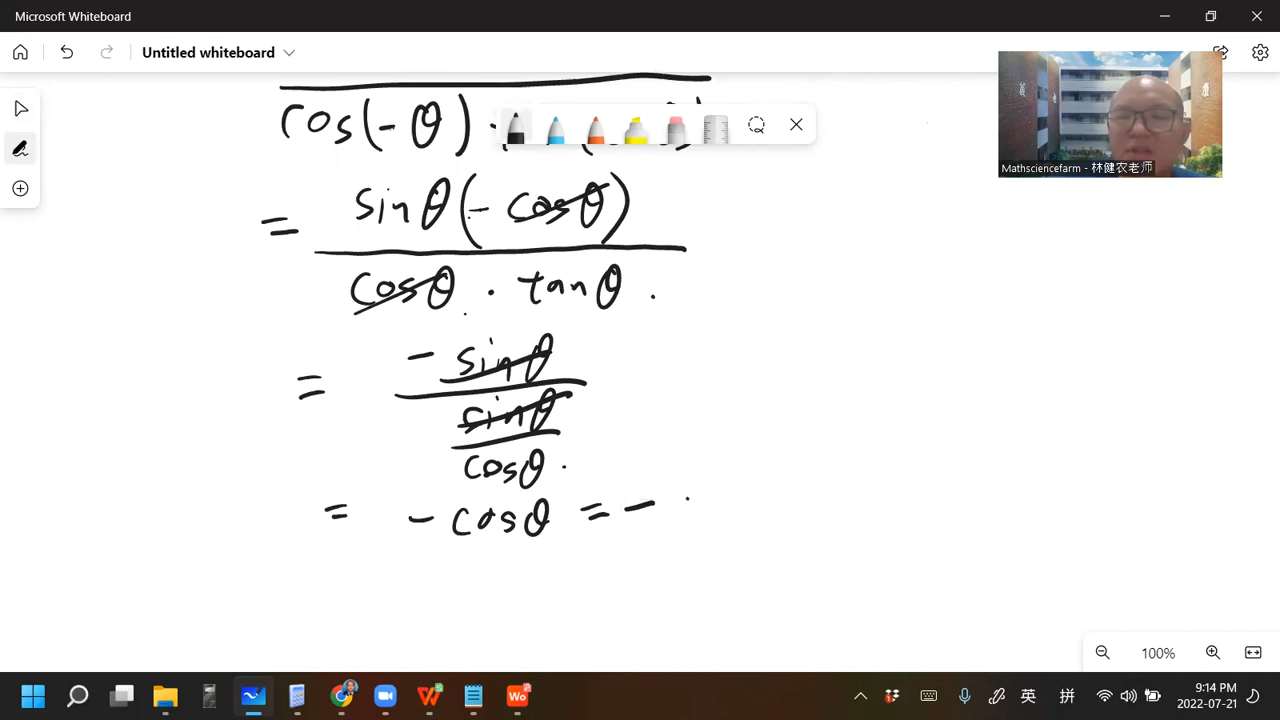 Microsoft Whiteboard
Untitled whiteboard
cos(-θ) ·
= sinθ(- cosθ)
cosθ · tanθ .
= - sinθ
sinθ
cosθ .
= - cosθ = -
Mathsciencefarm - 林健农老师
100%
英 拼 9:14 PM
2022-07-21